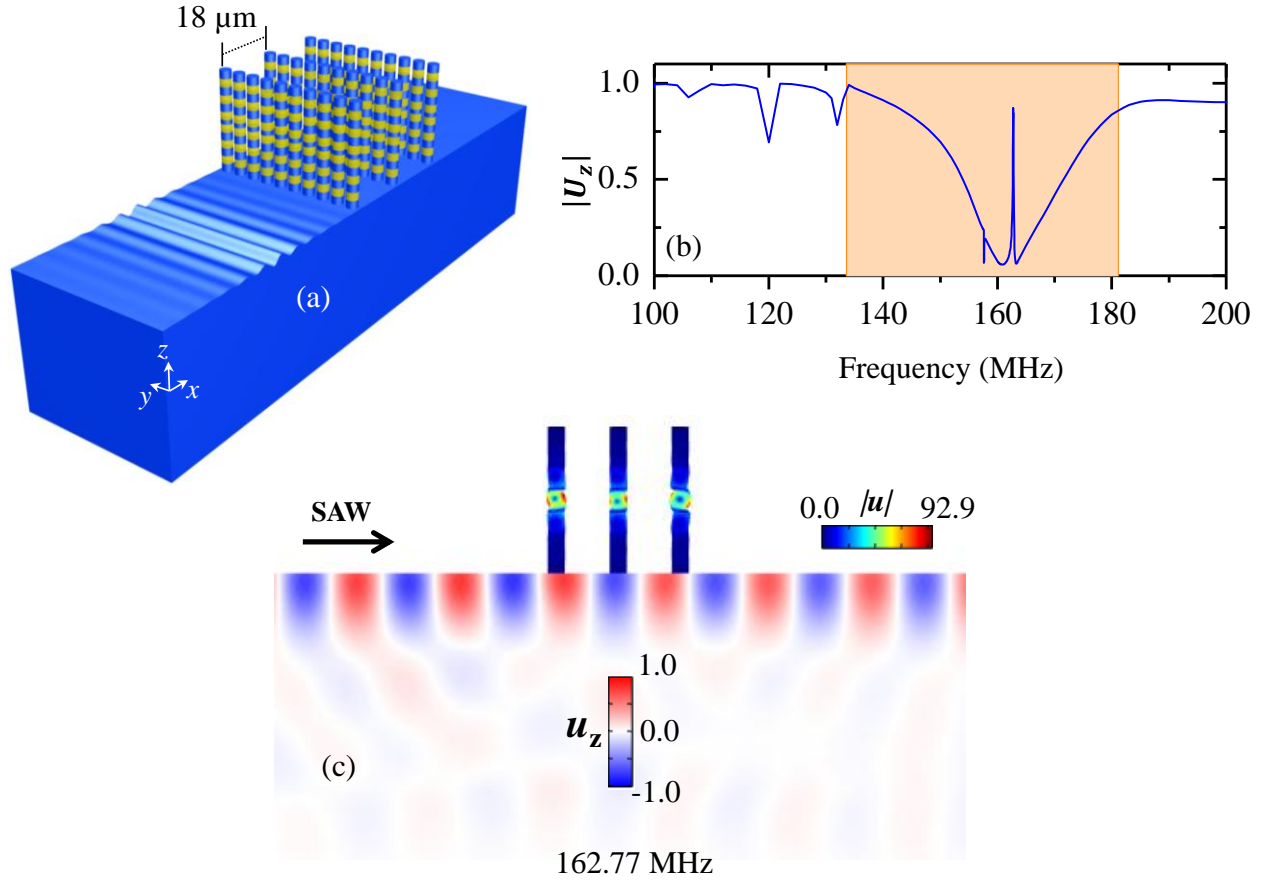 18 µm
(a)
z
y
x
|Uz|
1.0
0.5
0.0
(b)
100 120 140 160 180 200
Frequency (MHz)
SAW
0.0 |u| 92.9
1.0
uz 0.0
-1.0
(c)
162.77 MHz